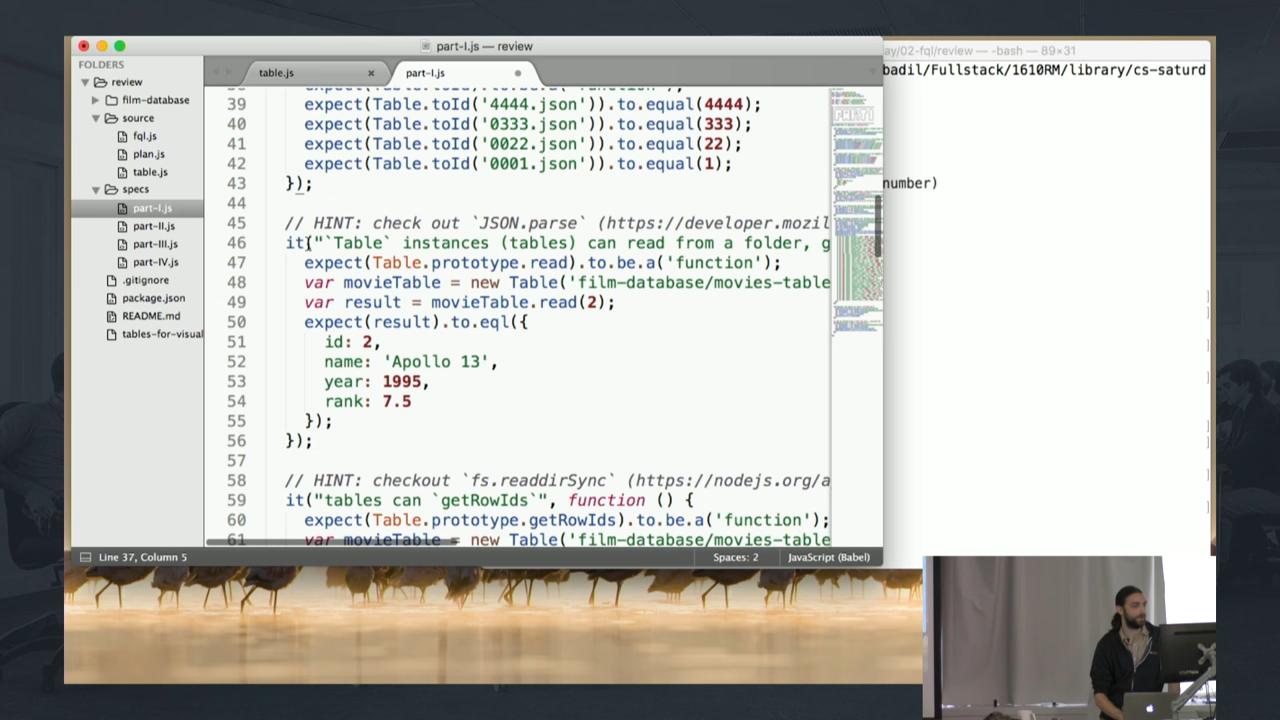 part-I.js — review
ay/02-fql/review — -bash — 89×31
FOLDERS
review
film-database
source
fql.js
plan.js
table.js
specs
part-I.js
part-II.js
part-III.js
part-IV.js
.gitignore
package.json
README.md
tables-for-visual
table.js
part-I.js
39 expect(Table.toId('4444.json')).to.equal(4444);
40 expect(Table.toId('0333.json')).to.equal(333);
41 expect(Table.toId('0022.json')).to.equal(22);
42 expect(Table.toId('0001.json')).to.equal(1);
43 });
44
45 // HINT: check out `JSON.parse` (https://developer.mozil
46 it("`Table` instances (tables) can read from a folder, g
47 expect(Table.prototype.read).to.be.a('function');
48 var movieTable = new Table('film-database/movies-table
49 var result = movieTable.read(2);
50 expect(result).to.eql({
51 id: 2,
52 name: 'Apollo 13',
53 year: 1995,
54 rank: 7.5
55 });
56 });
57
58 // HINT: checkout `fs.readdirSync` (https://nodejs.org/a
59 it("tables can `getRowIds`", function () {
60 expect(Table.prototype.getRowIds).to.be.a('function');
61 var movieTable = new Table('film-database/movies-table
Line 37, Column 5
Spaces: 2
JavaScript (Babel)
badil/Fullstack/1610RM/library/cs-saturd
number)